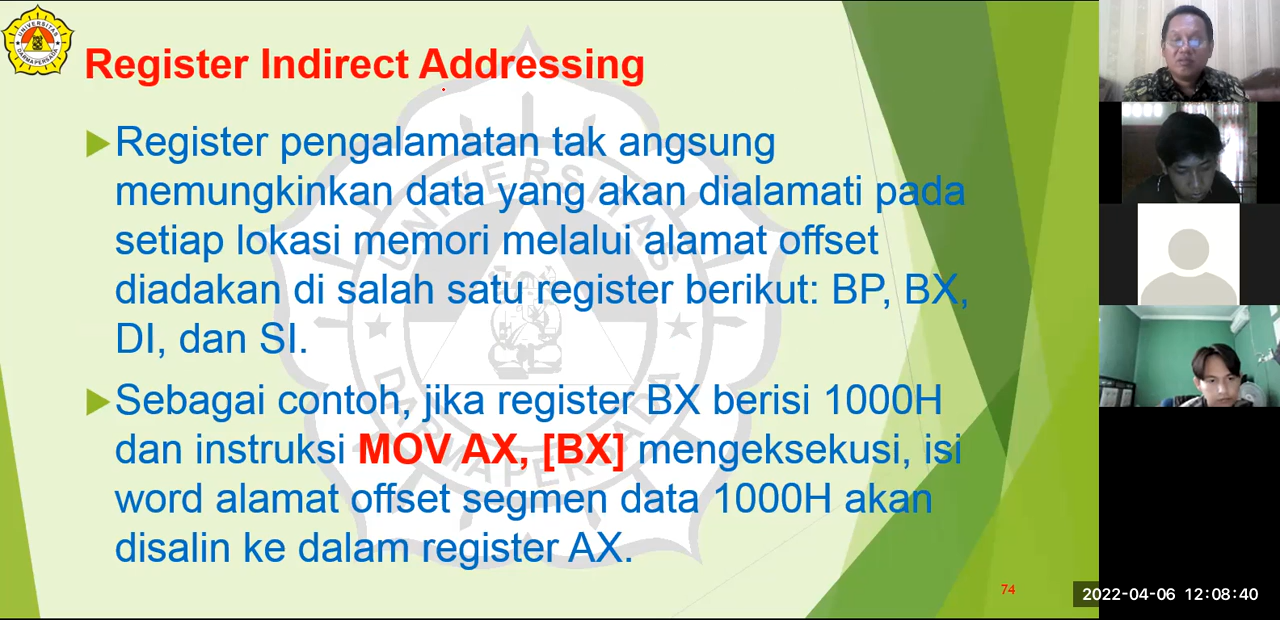 Register Indirect Addressing
Register pengalamatan tak angsung
memungkinkan data yang akan dialamati pada
setiap lokasi memori melalui alamat offset
diadakan di salah satu register berikut: BP, BX,
DI, dan SI.
Sebagai contoh, jika register BX berisi 1000H
dan instruksi MOV AX, [BX] mengeksekusi, isi
word alamat offset segmen data 1000H akan
disalin ke dalam register AX.
74
2022-04-06 12:08:40
UNIVERSITAS
DARMA PERSADA